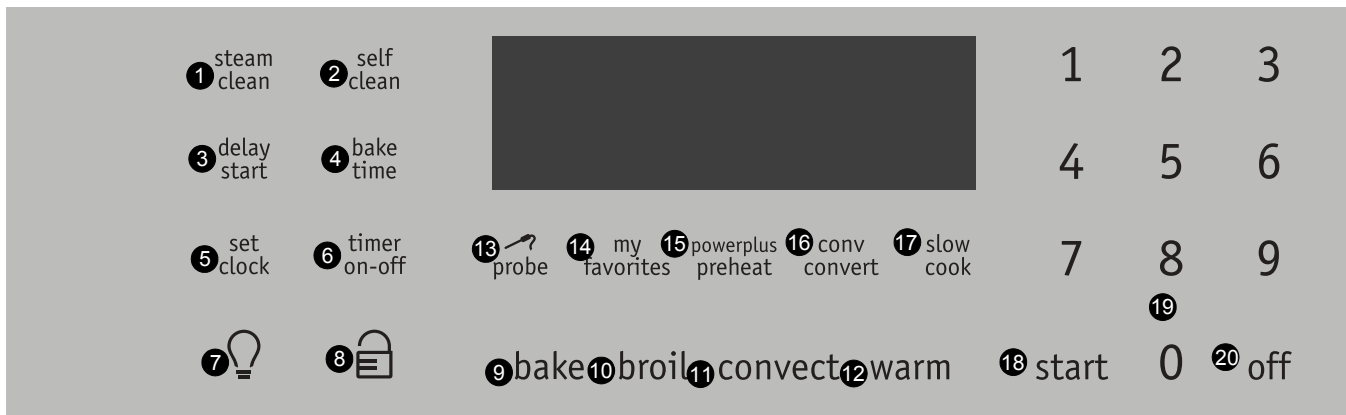 1 steam clean
2 self clean
1 2 3
3 delay start
4 bake time
4 5 6
5 set clock
6 timer on-off
13 probe
14 my favorites
15 powerplus preheat
16 conv convert
17 slow cook
7 8 9
19
7
8
9 bake
10 broil
11 convect
12 warm
18 start
0
20 off